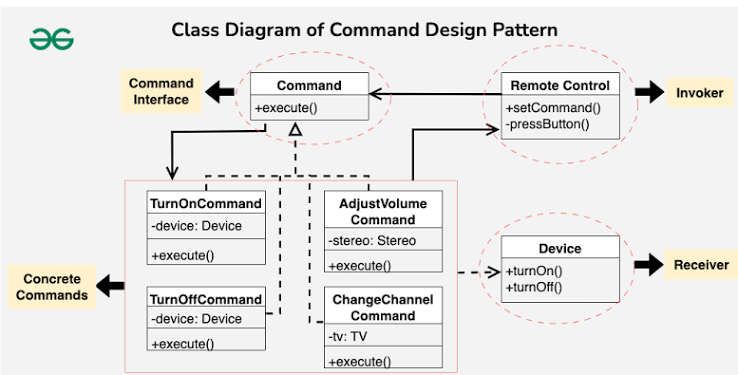 Class Diagram of Command Design Pattern
Command
Interface
Command
+execute()
Remote Control
+setCommand()
-pressButton()
Invoker
TurnOnCommand
-device: Device
+execute()
AdjustVolume
Command
-stereo: Stereo
+execute()
Device
+turnOn()
+turnOff()
Receiver
Concrete
Commands
TurnOffCommand
-device: Device
+execute()
ChangeChannel
Command
-tv: TV
+execute()